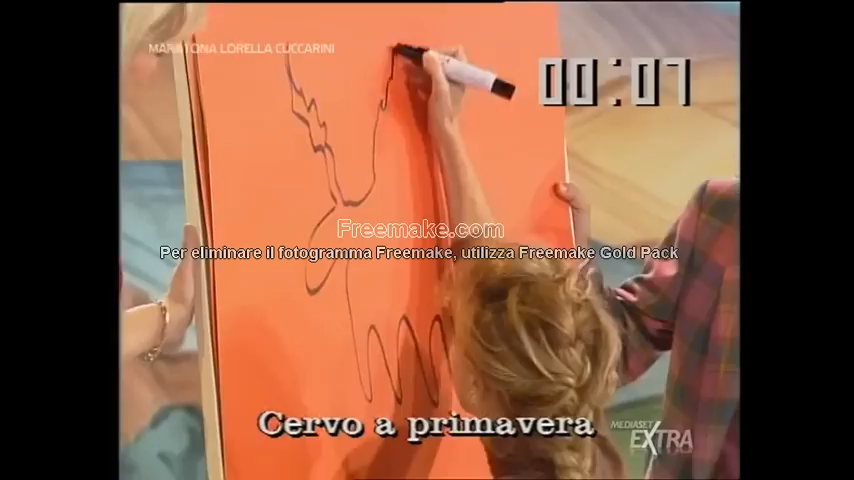 MARATONA LORELLA CUCCARINI
00:07
Freemake.com
Per eliminare il fotogramma Freemake, utilizza Freemake Gold Pack
Cervo a primavera
MEDIASET
EXTRA